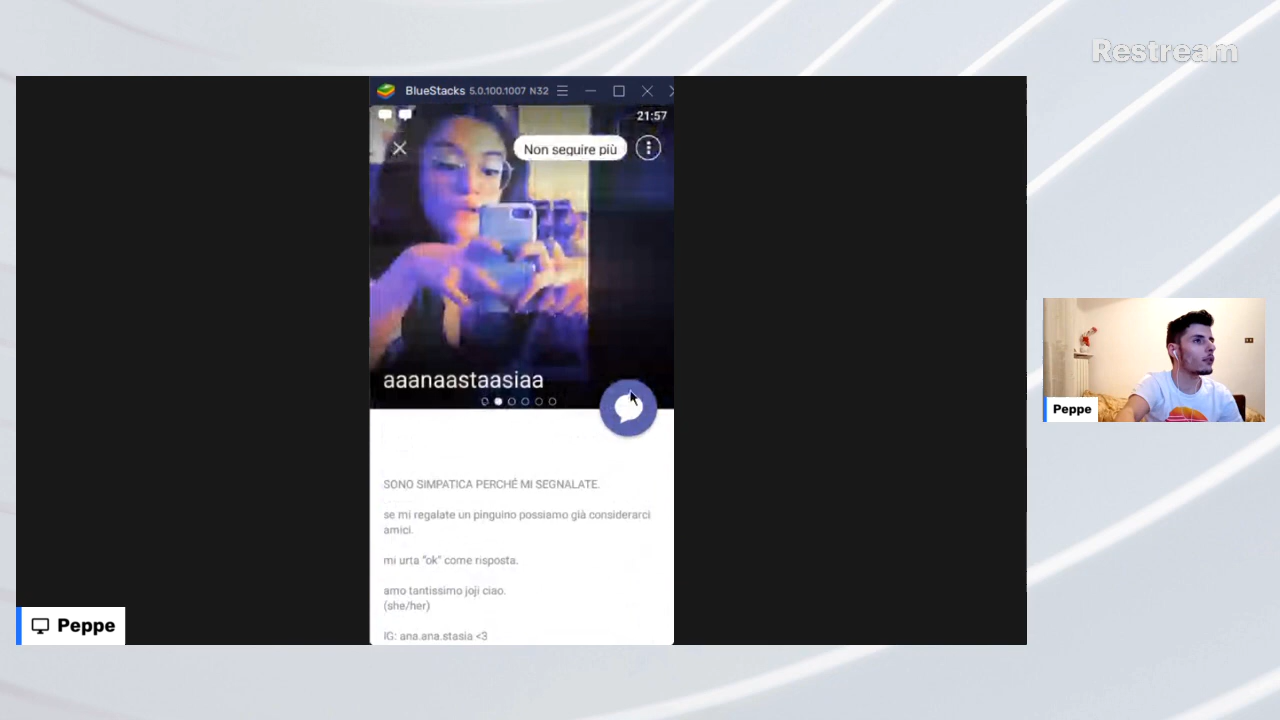 Restream
BlueStacks 5.0.100.1007 N32
21:57
Non seguire più
aaanaastaasiaa
SONO SIMPATICA PERCHÉ MI SEGNALATE.
se mi regalate un pinguino possiamo già considerarci
amici.
mi urta "ok" come risposta.
amo tantissimo joji ciao.
(she/her)
IG: ana.ana.stasia <3
Peppe
Peppe